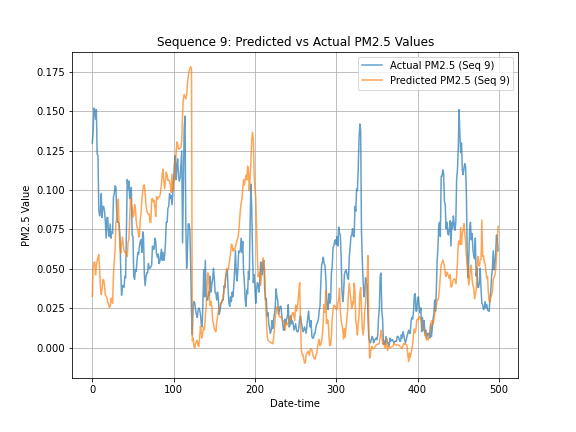 Sequence 9: Predicted vs Actual PM2.5 Values
Actual PM2.5 (Seq 9)
Predicted PM2.5 (Seq 9)
PM2.5 Value
0.175
0.150
0.125
0.100
0.075
0.050
0.025
0.000
0 100 200 300 400 500
Date-time